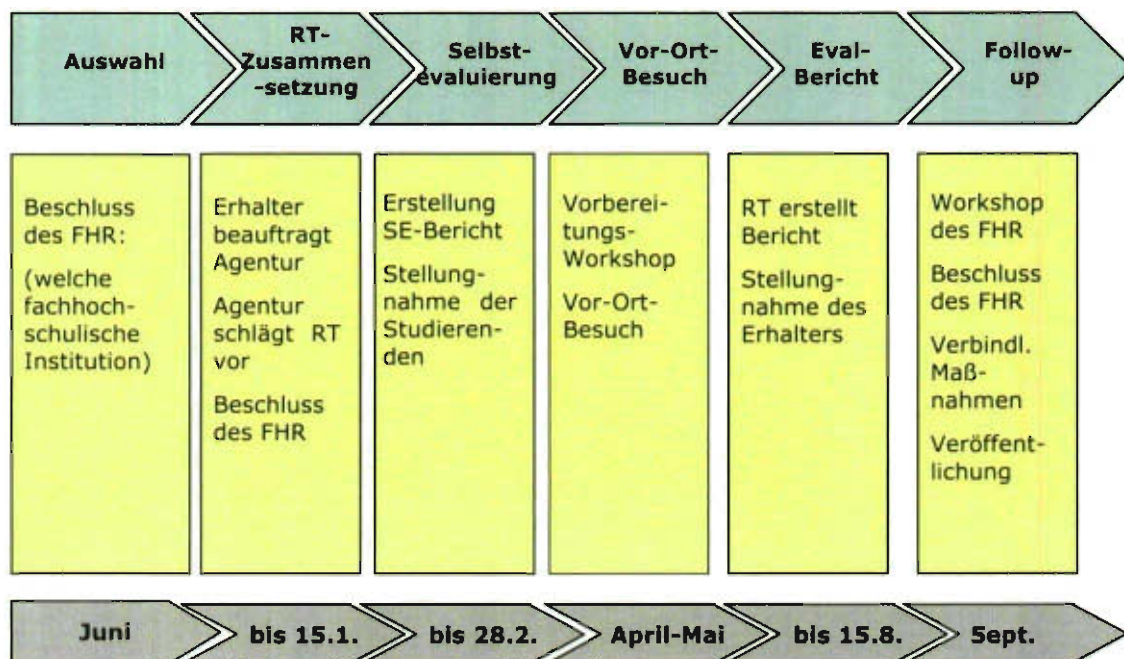 Auswahl
RT-
Zusammen
-setzung
Selbst-
evaluierung
Vor-Ort-
Besuch
Eval-
Bericht
Follow-
up
Beschluss
des FHR:
(welche
fachhoch-
schulische
Institution)
Erhalter
beauftragt
Agentur
Agentur
schlägt RT
vor
Beschluss
des FHR
Erstellung
SE-Bericht
Stellung-
nahme der
Studieren-
den
Vorberei-
tungs-
Workshop
Vor-Ort-
Besuch
RT erstellt
Bericht
Stellung-
nahme des
Erhalters
Workshop
des FHR
Beschluss
des FHR
Verbindl.
Maß-
nahmen
Veröffent-
lichung
Juni
bis 15.1.
bis 28.2.
April-Mai
bis 15.8.
Sept.